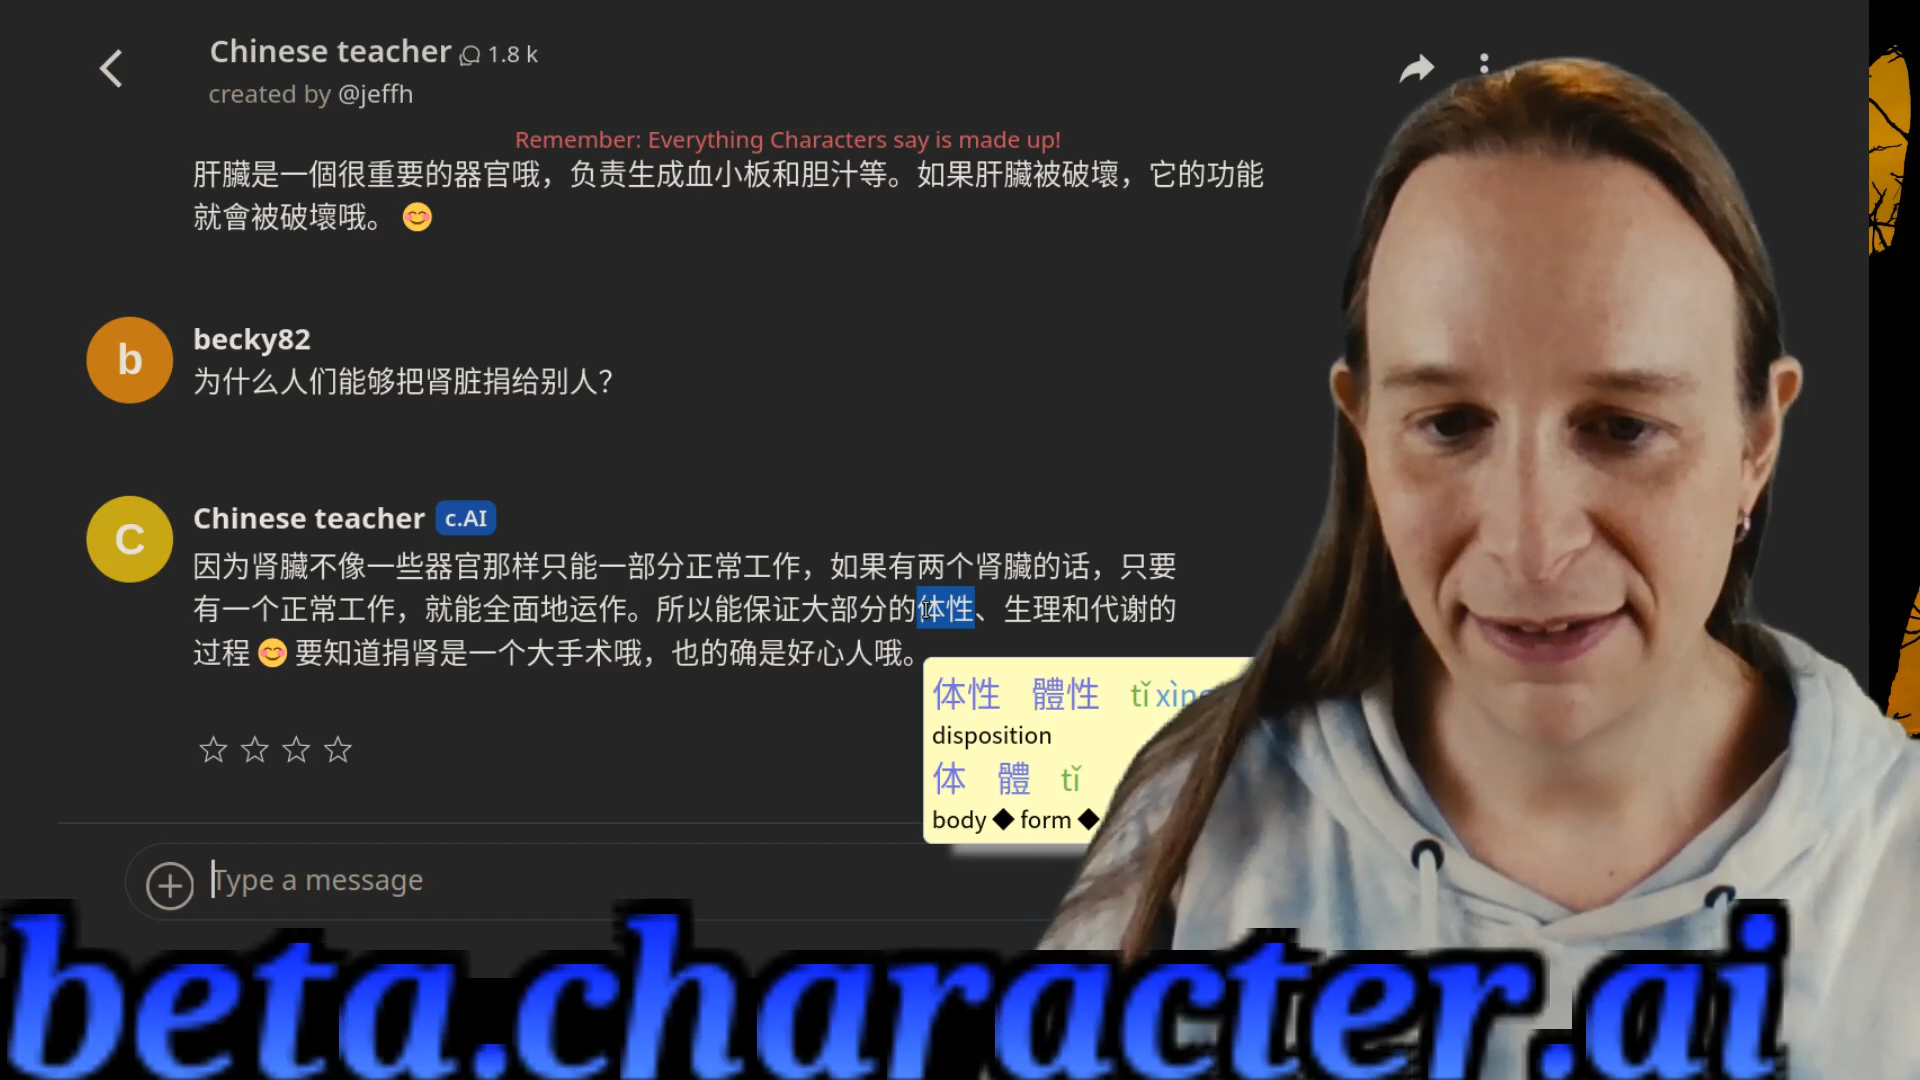 Chinese teacher 1.8 k
created by @jeffh
Remember: Everything Characters say is made up!
肝臟是一個很重要的器官哦，负责生成血小板和胆汁等。如果肝臟被破壞，它的功能
就會被破壞哦。 😊
b
becky82
为什么人们能够把肾脏捐给别人？
C
Chinese teacher c.AI
因为肾臟不像一些器官那样只能一部分正常工作，如果有两个肾臟的话，只要
有一个正常工作，就能全面地运作。所以能保证大部分的体性、生理和代谢的
过程 😊 要知道捐肾是一个大手术哦，也的确是好心人哦。
体性 體性 tǐ xìng
disposition
体 體 tǐ
body ◆ form ◆
Type a message
beta.character.ai